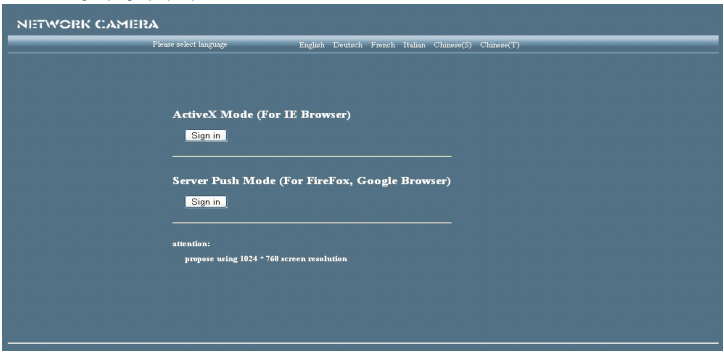 NETWORK CAMERA
Please select language English Deutsch French Italian Chinese(S) Chinese(T)
ActiveX Mode (For IE Browser)
Sign in
Server Push Mode (For FireFox, Google Browser)
Sign in
attention:
propose using 1024 * 768 screen resolution